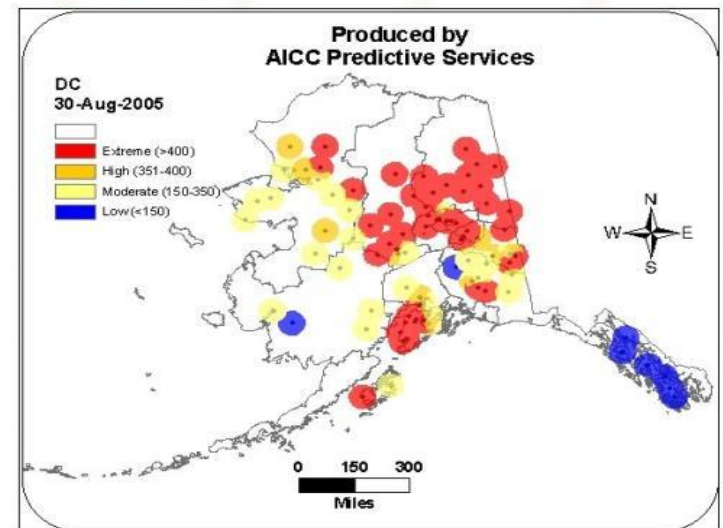 Produced by
AICC Predictive Services
DC
30-Aug-2005
Extreme (>400)
High (351-400)
Moderate (150-350)
Low (<150)
N
W E
S
0 150 300
Miles